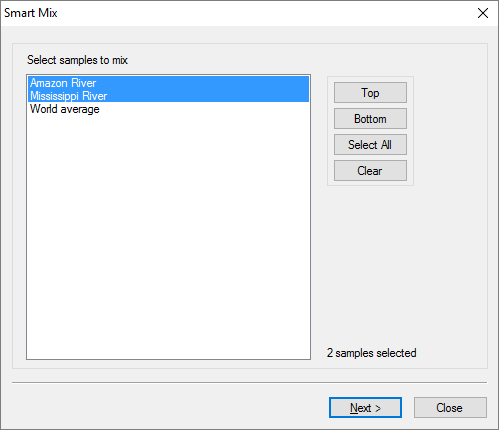 Smart Mix
Select samples to mix
Amazon River
Mississippi River
World average
Top
Bottom
Select All
Clear
2 samples selected
Next >
Close